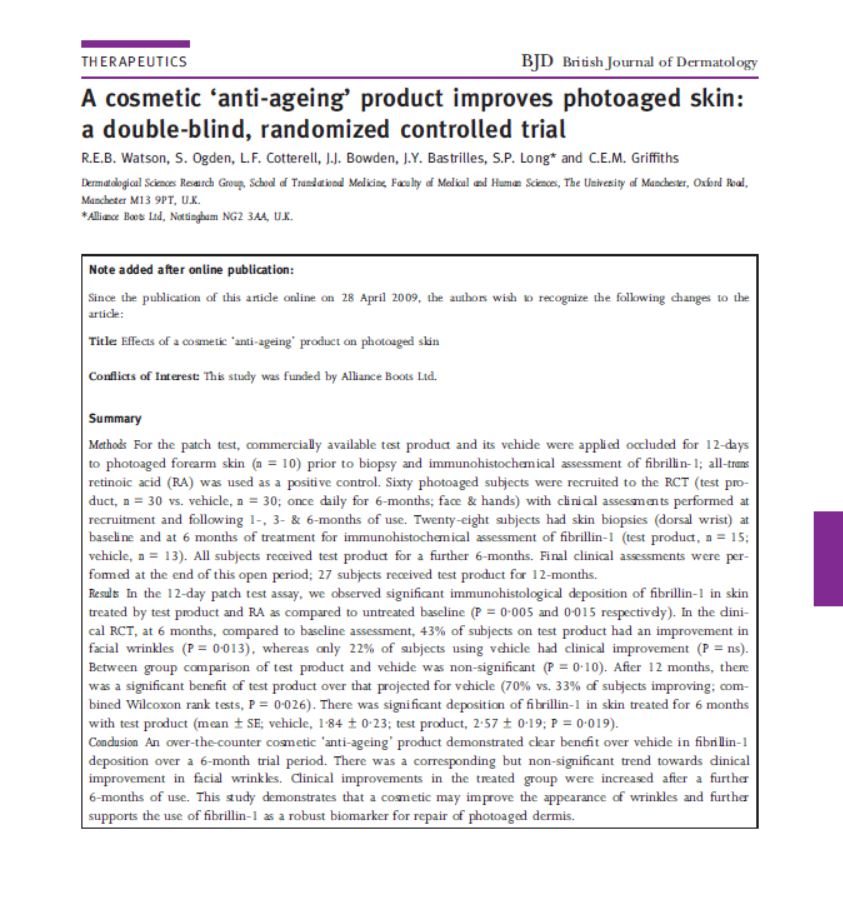 THERAPEUTICS
BJD British Journal of Dermatology
A cosmetic ‘anti-ageing’ product improves photoaged skin:
a double-blind, randomized controlled trial
R.E.B. Watson, S. Ogden, L.F. Cotterell, J.J. Bowden, J.Y. Bastrilles, S.P. Long* and C.E.M. Griffiths
Dermatological Sciences Research Group, School of Translational Medicine, Faculty of Medical and Human Sciences, The University of Manchester, Oxford Road,
Manchester M13 9PT, U.K.
*Alliance Boots Ltd, Nottingham NG2 3AA, U.K.
Note added after online publication:
Since the publication of this article online on 28 April 2009, the authors wish to recognize the following changes to the
article:
Title: Effects of a cosmetic ‘anti-ageing’ product on photoaged skin
Conflicts of Interest: This study was funded by Alliance Boots Ltd.
Summary
Methods For the patch test, commercially available test product and its vehicle were applied occluded for 12-days
to photoaged forearm skin (n = 10) prior to biopsy and immunohistochemical assessment of fibrillin-1; all-trans
retinoic acid (RA) was used as a positive control. Sixty photoaged subjects were recruited to the RCT (test pro-
duct, n = 30 vs. vehicle, n = 30; once daily for 6-months; face & hands) with clinical assessments performed at
recruitment and following 1-, 3- & 6-months of use. Twenty-eight subjects had skin biopsies (dorsal wrist) at
baseline and at 6 months of treatment for immunohistochemical assessment of fibrillin-1 (test product, n = 15;
vehicle, n = 13). All subjects received test product for a further 6-months. Final clinical assessments were per-
formed at the end of this open period; 27 subjects received test product for 12-months.
Results In the 12-day patch test assay, we observed significant immunohistological deposition of fibrillin-1 in skin
treated by test product and RA as compared to untreated baseline (P = 0·005 and 0·015 respectively). In the clini-
cal RCT, at 6 months, compared to baseline assessment, 43% of subjects on test product had an improvement in
facial wrinkles (P = 0·013), whereas only 22% of subjects using vehicle had clinical improvement (P = ns).
Between group comparison of test product and vehicle was non-significant (P = 0·10). After 12 months, there
was a significant benefit of test product over that projected for vehicle (70% vs. 33% of subjects improving; com-
bined Wilcoxon rank tests, P = 0·026). There was significant deposition of fibrillin-1 in skin treated for 6 months
with test product (mean ± SE; vehicle, 1·84 ± 0·23; test product, 2·57 ± 0·19; P = 0·019).
Conclusion An over-the-counter cosmetic ‘anti-ageing’ product demonstrated clear benefit over vehicle in fibrillin-1
deposition over a 6-month trial period. There was a corresponding but non-significant trend towards clinical
improvement in facial wrinkles. Clinical improvements in the treated group were increased after a further
6-months of use. This study demonstrates that a cosmetic may improve the appearance of wrinkles and further
supports the use of fibrillin-1 as a robust biomarker for repair of photoaged dermis.